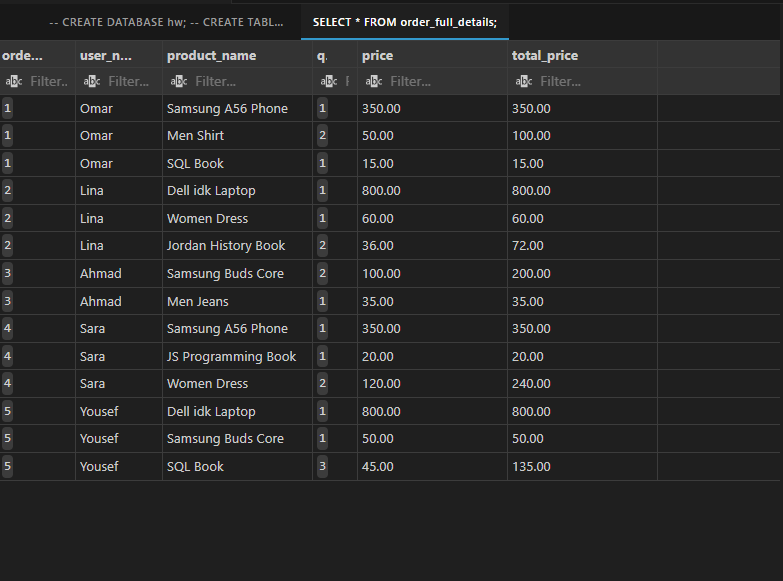 -- CREATE DATABASE hw; -- CREATE TABL... SELECT * FROM order_full_details;
orde... user_n... product_name q. price total_price
abc Filter.. abc Filter... abc Filter... abc F abc Filter... abc Filter...
1 Omar Samsung A56 Phone 1 350.00 350.00
1 Omar Men Shirt 2 50.00 100.00
1 Omar SQL Book 1 15.00 15.00
2 Lina Dell idk Laptop 1 800.00 800.00
2 Lina Women Dress 1 60.00 60.00
2 Lina Jordan History Book 2 36.00 72.00
3 Ahmad Samsung Buds Core 2 100.00 200.00
3 Ahmad Men Jeans 1 35.00 35.00
4 Sara Samsung A56 Phone 1 350.00 350.00
4 Sara JS Programming Book 1 20.00 20.00
4 Sara Women Dress 2 120.00 240.00
5 Yousef Dell idk Laptop 1 800.00 800.00
5 Yousef Samsung Buds Core 1 50.00 50.00
5 Yousef SQL Book 3 45.00 135.00